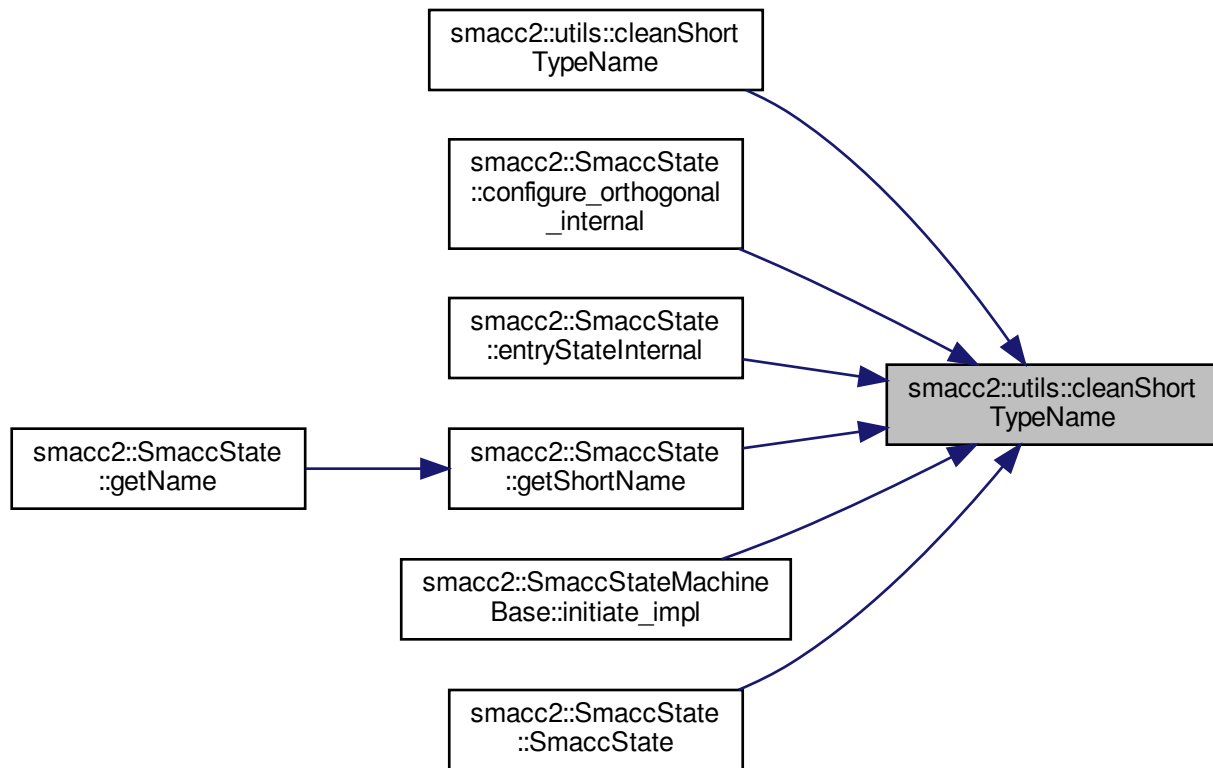 smacc2::utils::cleanShort
TypeName
smacc2::SmaccState
::configure_orthogonal
_internal
smacc2::SmaccState
::entryStateInternal
smacc2::utils::cleanShort
TypeName
smacc2::SmaccState
::getName
smacc2::SmaccState
::getShortName
smacc2::SmaccStateMachine
Base::initiate_impl
smacc2::SmaccState
::SmaccState